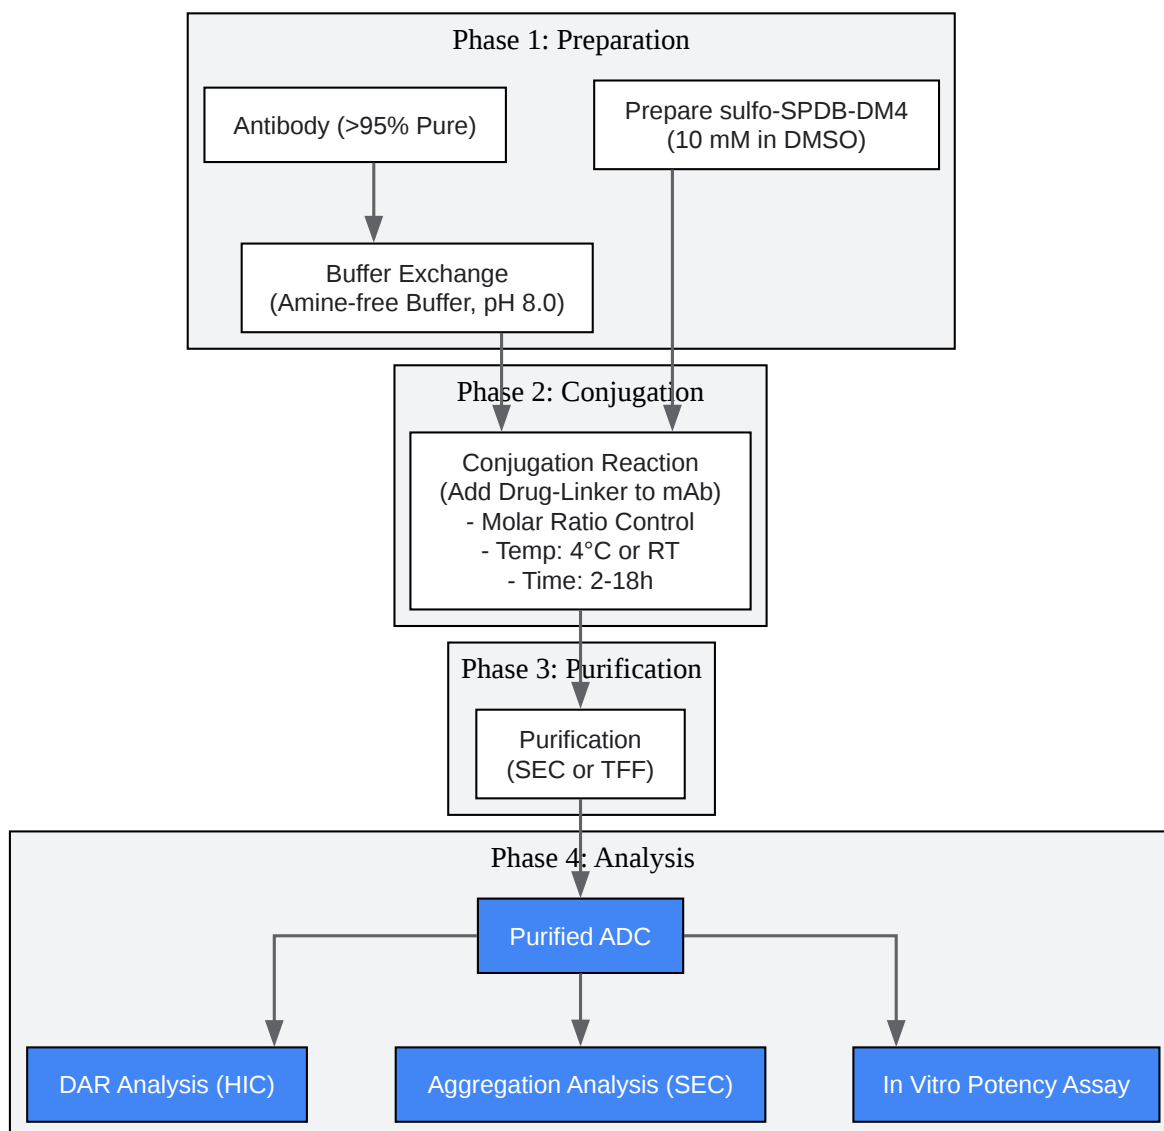 Phase 1: Preparation
Antibody (>95% Pure)
Prepare sulfo-SPDB-DM4
(10 mM in DMSO)
Buffer Exchange
(Amine-free Buffer, pH 8.0)
Phase 2: Conjugation
Conjugation Reaction
(Add Drug-Linker to mAb)
- Molar Ratio Control
- Temp: 4°C or RT
- Time: 2-18h
Phase 3: Purification
Purification
(SEC or TFF)
Phase 4: Analysis
Purified ADC
DAR Analysis (HIC)
Aggregation Analysis (SEC)
In Vitro Potency Assay